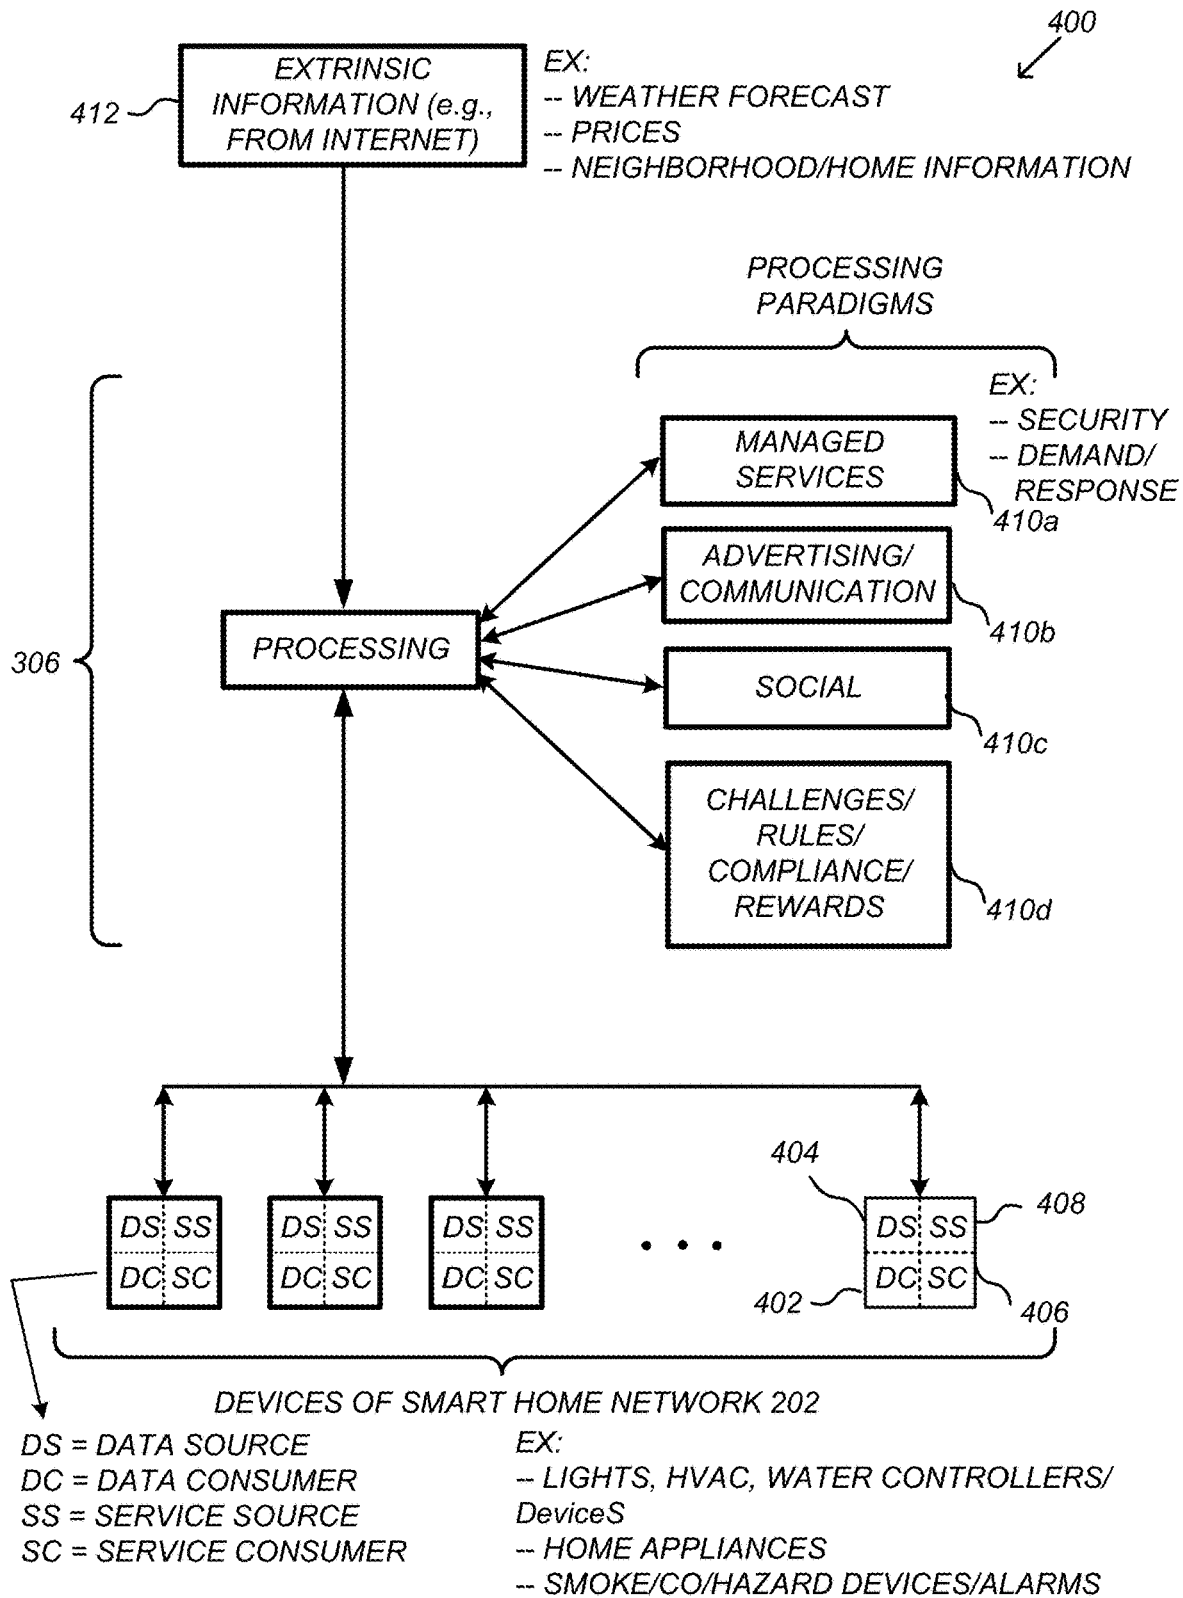 400
EXTRINSIC
INFORMATION (e.g.,
FROM INTERNET)
412
EX:
-- WEATHER FORECAST
-- PRICES
-- NEIGHBORHOOD/HOME INFORMATION
PROCESSING
PARADIGMS
EX:
-- SECURITY
-- DEMAND/
RESPONSE
MANAGED
SERVICES
410a
ADVERTISING/
COMMUNICATION
410b
PROCESSING
306
SOCIAL
410c
CHALLENGES/
RULES/
COMPLIANCE/
REWARDS
410d
DS SS
DC SC
DS SS
DC SC
DS SS
DC SC
• • •
404
DS SS
408
DC SC
402
406
DEVICES OF SMART HOME NETWORK 202
DS = DATA SOURCE
DC = DATA CONSUMER
SS = SERVICE SOURCE
SC = SERVICE CONSUMER
EX:
-- LIGHTS, HVAC, WATER CONTROLLERS/
DeviceS
-- HOME APPLIANCES
-- SMOKE/CO/HAZARD DEVICES/ALARMS